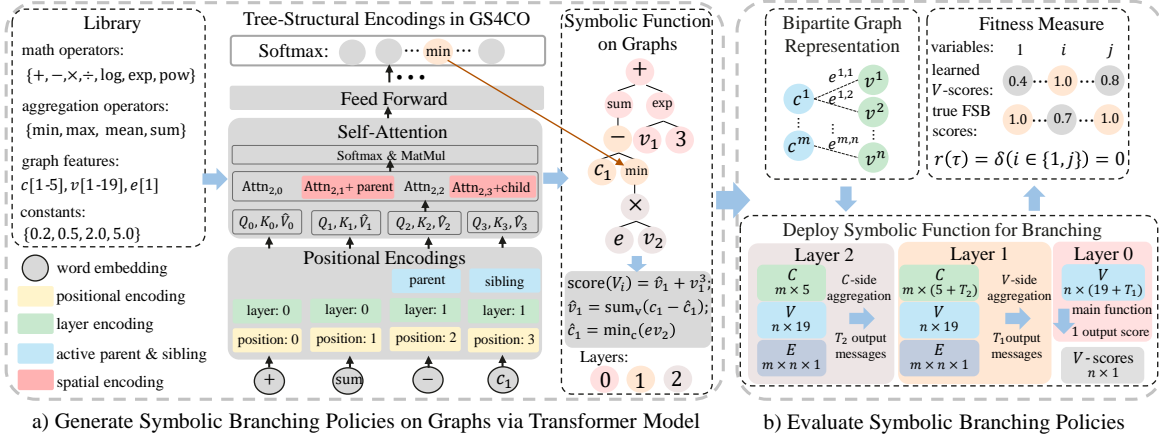 Library
math operators:
{+, −,×,÷, log, exp, pow}
aggregation operators:
{min, max, mean, sum}
graph features:
c[1-5], v[1-19], e[1]
constants:
{0.2, 0.5, 2.0, 5.0}
word embedding
positional encoding
layer encoding
active parent & sibling
spatial encoding
Tree-Structural Encodings in GS4CO
Softmax: ··· min ···
•••
Feed Forward
Self-Attention
Softmax & MatMul
Attn2,0 Attn2,1+ parent Attn2,2 Attn2,3+child
Q0, K0, V̂0 Q1, K1, V̂1 Q2, K2, V̂2 Q3, K3, V̂3
Positional Encodings
parent sibling
layer: 0 layer: 0 layer: 1 layer: 1
position: 0 position: 1 position: 2 position: 3
+ sum − c1
Symbolic Function
on Graphs
+
sum exp
− v1 3
c1 min
×
e v2
score(Vi) = v̂1 + v1^3;
v̂1 = sumv(c1 − ĉ1);
ĉ1 = minc(ev2)
Layers:
0 1 2
a) Generate Symbolic Branching Policies on Graphs via Transformer Model
Bipartite Graph
Representation
c^1 e^{1,1} v^1
e^{1,2} v^2
⋮ ⋮ ⋮
c^m e^{m,n} v^n
Fitness Measure
variables: 1 i j
learned
V-scores: 0.4 ··· 1.0 ··· 0.8
true FSB
scores: 1.0 ··· 0.7 ··· 1.0
r(τ) = δ(i ∈ {1, j}) = 0
Deploy Symbolic Function for Branching
Layer 2
C
m × 5
V
n × 19
E
m × n × 1
C-side
aggregation
T2 output
messages
Layer 1
C
m × (5 + T2)
V
n × 19
E
m × n × 1
V-side
aggregation
T1output
messages
Layer 0
V
n × (19 + T1)
main function
1 output score
V-scores
n × 1
b) Evaluate Symbolic Branching Policies